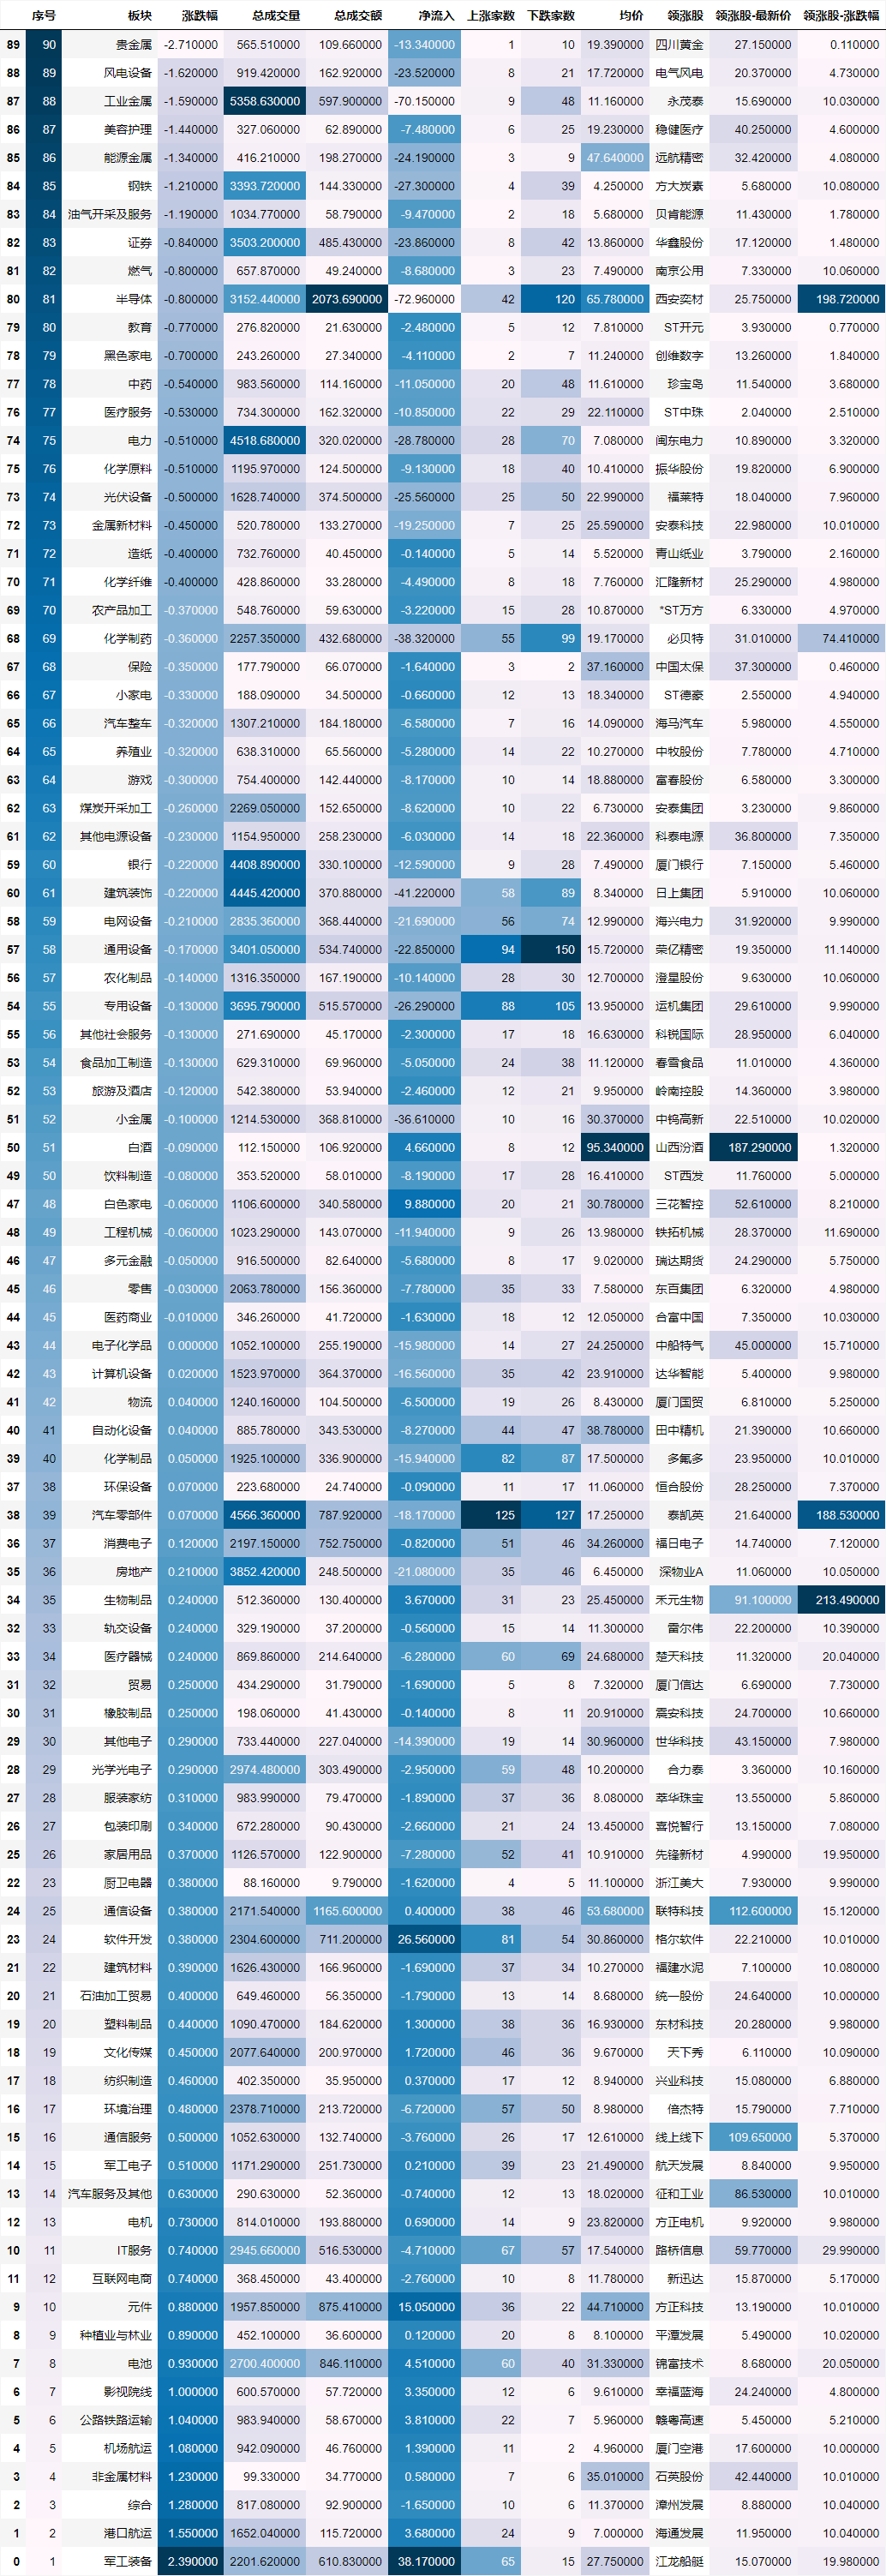 序号 板块 涨跌幅 总成交量 总成交额 净流入 上涨家数 下跌家数 均价 领涨股 领涨股-最新价 领涨股-涨跌幅
89 90 贵金属 -2.710000 565.510000 109.660000 -13.340000 1 10 19.390000 四川黄金 27.150000 0.110000
88 89 风电设备 -1.620000 919.420000 162.920000 -23.520000 8 21 17.720000 电气风电 20.370000 4.730000
87 88 工业金属 -1.590000 5358.630000 597.900000 -70.150000 9 48 11.160000 永茂泰 15.690000 10.030000
86 87 美容护理 -1.440000 327.060000 62.890000 -7.480000 6 25 19.230000 稳健医疗 40.250000 4.600000
85 86 能源金属 -1.340000 416.210000 198.270000 -24.190000 3 9 47.640000 远航精密 32.420000 4.080000
84 85 钢铁 -1.210000 3393.720000 144.330000 -27.300000 4 39 4.250000 方大炭素 5.680000 10.080000
83 84 油气开采及服务 -1.190000 1034.770000 58.790000 -9.470000 2 18 5.680000 贝肯能源 11.430000 1.780000
82 83 证券 -0.840000 3503.200000 485.430000 -23.860000 8 42 13.860000 华鑫股份 17.120000 1.480000
81 82 燃气 -0.800000 657.870000 49.240000 -8.680000 3 23 7.490000 南京公用 7.330000 10.060000
80 81 半导体 -0.800000 3152.440000 2073.690000 -72.960000 42 120 65.780000 西安奕材 25.750000 198.720000
79 80 教育 -0.770000 276.820000 21.630000 -2.480000 5 12 7.810000 ST开元 3.930000 0.770000
78 79 黑色家电 -0.700000 243.260000 27.340000 -4.110000 2 7 11.240000 创维数字 13.260000 1.840000
77 78 中药 -0.540000 983.560000 114.160000 -11.050000 20 48 11.610000 珍宝岛 11.540000 3.680000
76 77 医疗服务 -0.530000 734.300000 162.320000 -10.850000 22 29 22.110000 ST中珠 2.040000 2.510000
74 75 电力 -0.510000 4518.680000 320.020000 -28.780000 28 70 7.080000 闽东电力 10.890000 3.320000
75 76 化学原料 -0.510000 1195.970000 124.500000 -9.130000 18 40 10.410000 振华股份 19.820000 6.900000
73 74 光伏设备 -0.500000 1628.740000 374.500000 -25.560000 25 50 22.990000 福莱特 18.040000 7.960000
72 73 金属新材料 -0.450000 520.780000 133.270000 -19.250000 7 25 25.590000 安泰科技 22.980000 10.010000
71 72 造纸 -0.400000 732.760000 40.450000 -0.140000 5 14 5.520000 青山纸业 3.790000 2.160000
70 71 化学纤维 -0.400000 428.860000 33.280000 -4.490000 8 18 7.760000 汇隆新材 25.290000 4.980000
69 70 农产品加工 -0.370000 548.760000 59.630000 -3.220000 15 28 10.870000 *ST万方 6.330000 4.970000
68 69 化学制药 -0.360000 2257.350000 432.680000 -38.320000 55 99 19.170000 必贝特 31.010000 74.410000
67 68 保险 -0.350000 177.790000 66.070000 -1.640000 3 2 37.160000 中国太保 37.300000 0.460000
66 67 小家电 -0.330000 188.090000 34.500000 -0.660000 12 13 18.340000 ST德豪 2.550000 4.940000
65 66 汽车整车 -0.320000 1307.210000 184.180000 -6.580000 7 16 14.090000 海马汽车 5.980000 4.550000
64 65 养殖业 -0.320000 638.310000 65.560000 -5.280000 14 22 10.270000 中牧股份 7.780000 4.710000
63 64 游戏 -0.300000 754.400000 142.440000 -8.170000 10 14 18.880000 富春股份 6.580000 3.300000
62 63 煤炭开采加工 -0.260000 2269.050000 152.650000 -8.620000 10 22 6.730000 安泰集团 3.230000 9.860000
61 62 其他电源设备 -0.230000 1154.950000 258.230000 -6.030000 14 18 22.360000 科泰电源 36.800000 7.350000
59 60 银行 -0.220000 4408.890000 330.100000 -12.590000 9 28 7.490000 厦门银行 7.150000 5.460000
60 61 建筑装饰 -0.220000 4445.420000 370.880000 -41.220000 58 89 8.340000 日上集团 5.910000 10.060000
58 59 电网设备 -0.210000 2835.360000 368.440000 -21.690000 56 74 12.990000 海兴电力 31.920000 9.990000
57 58 通用设备 -0.170000 3401.050000 534.740000 -22.850000 94 150 15.720000 荣亿精密 19.350000 11.140000
56 57 农化制品 -0.140000 1316.350000 167.190000 -10.140000 28 30 12.700000 澄星股份 9.630000 10.060000
54 55 专用设备 -0.130000 3695.790000 515.570000 -26.290000 88 105 13.950000 运机集团 29.610000 9.990000
55 56 其他社会服务 -0.130000 271.690000 45.170000 -2.300000 17 18 16.630000 科锐国际 28.950000 6.040000
53 54 食品加工制造 -0.130000 629.310000 69.960000 -5.050000 24 38 11.120000 春雪食品 11.010000 4.360000
52 53 旅游及酒店 -0.120000 542.380000 53.940000 -2.460000 12 21 9.950000 岭南控股 14.360000 3.980000
51 52 小金属 -0.100000 1214.530000 368.810000 -36.610000 10 16 30.370000 中钨高新 22.510000 10.020000
50 51 白酒 -0.090000 112.150000 106.920000 4.660000 8 12 95.340000 山西汾酒 187.290000 1.320000
49 50 饮料制造 -0.080000 353.520000 58.010000 -8.190000 17 28 16.410000 ST西发 11.760000 5.000000
47 48 白色家电 -0.060000 1106.600000 340.580000 9.880000 20 21 30.780000 三花智控 52.610000 8.210000
48 49 工程机械 -0.060000 1023.290000 143.070000 -11.940000 9 26 13.980000 铁拓机械 28.370000 11.690000
46 47 多元金融 -0.050000 916.500000 82.640000 -5.680000 8 17 9.020000 瑞达期货 24.290000 5.750000
45 46 零售 -0.030000 2063.780000 156.360000 -7.780000 35 33 7.580000 东百集团 6.320000 4.980000
44 45 医药商业 -0.010000 346.260000 41.720000 -1.630000 18 12 12.050000 合富中国 7.350000 10.030000
43 44 电子化学品 0.000000 1052.100000 255.190000 -15.980000 14 27 24.250000 中船特气 45.000000 15.710000
42 43 计算机设备 0.020000 1523.970000 364.370000 -16.560000 35 42 23.910000 达华智能 5.400000 9.980000
41 42 物流 0.040000 1240.160000 104.500000 -6.500000 19 26 8.430000 厦门国贸 6.810000 5.250000
40 41 自动化设备 0.040000 885.780000 343.530000 -8.270000 44 47 38.780000 田中精机 21.390000 10.660000
39 40 化学制品 0.050000 1925.100000 336.900000 -15.940000 82 87 17.500000 多氟多 23.950000 10.010000
37 38 环保设备 0.070000 223.680000 24.740000 -0.090000 11 17 11.060000 恒合股份 28.250000 7.370000
38 39 汽车零部件 0.070000 4566.360000 787.920000 -18.170000 125 127 17.250000 泰凯英 21.640000 188.530000
36 37 消费电子 0.120000 2197.150000 752.750000 -0.820000 51 46 34.260000 福日电子 14.740000 7.120000
35 36 房地产 0.210000 3852.420000 248.500000 -21.080000 35 46 6.450000 深物业A 11.060000 10.050000
34 35 生物制品 0.240000 512.360000 130.400000 3.670000 31 23 25.450000 禾元生物 91.100000 213.490000
32 33 轨交设备 0.240000 329.190000 37.200000 -0.560000 15 14 11.300000 雷尔伟 22.200000 10.390000
33 34 医疗器械 0.240000 869.860000 214.640000 -6.280000 60 69 24.680000 楚天科技 11.320000 20.040000
31 32 贸易 0.250000 434.290000 31.790000 -1.690000 5 8 7.320000 厦门信达 6.690000 7.730000
30 31 橡胶制品 0.250000 198.060000 41.430000 -0.140000 8 11 20.910000 震安科技 24.700000 10.660000
29 30 其他电子 0.290000 733.440000 227.040000 -14.390000 19 14 30.960000 世华科技 43.150000 7.980000
28 29 光学光电子 0.290000 2974.480000 303.490000 -2.950000 59 48 10.200000 合力泰 3.360000 10.160000
27 28 服装家纺 0.310000 983.990000 79.470000 -1.890000 37 36 8.080000 萃华珠宝 13.550000 5.860000
26 27 包装印刷 0.340000 672.280000 90.430000 -2.660000 21 24 13.450000 喜悦智行 13.150000 7.080000
25 26 家居用品 0.370000 1126.570000 122.900000 -7.280000 52 41 10.910000 先锋新材 4.990000 19.950000
22 23 厨卫电器 0.380000 88.160000 9.790000 -1.620000 4 5 11.100000 浙江美大 7.930000 9.990000
24 25 通信设备 0.380000 2171.540000 1165.600000 0.400000 38 46 53.680000 联特科技 112.600000 15.120000
23 24 软件开发 0.380000 2304.600000 711.200000 26.560000 81 54 30.860000 格尔软件 22.210000 10.010000
21 22 建筑材料 0.390000 1626.430000 166.960000 -1.690000 37 34 10.270000 福建水泥 7.100000 10.080000
20 21 石油加工贸易 0.400000 649.460000 56.350000 -1.790000 13 14 8.680000 统一股份 24.640000 10.000000
19 20 塑料制品 0.440000 1090.470000 184.620000 1.300000 38 36 16.930000 东材科技 20.280000 9.980000
18 19 文化传媒 0.450000 2077.640000 200.970000 1.720000 46 36 9.670000 天下秀 6.110000 10.090000
17 18 纺织制造 0.460000 402.350000 35.950000 0.370000 17 12 8.940000 兴业科技 15.080000 6.880000
16 17 环境治理 0.480000 2378.710000 213.720000 -6.720000 57 50 8.980000 倍杰特 15.790000 7.710000
15 16 通信服务 0.500000 1052.630000 132.740000 -3.760000 26 17 12.610000 线上线下 109.650000 5.370000
14 15 军工电子 0.510000 1171.290000 251.730000 0.210000 39 23 21.490000 航天发展 8.840000 9.950000
13 14 汽车服务及其他 0.630000 290.630000 52.360000 -0.740000 12 13 18.020000 征和工业 86.530000 10.010000
12 13 电机 0.730000 814.010000 193.880000 0.690000 14 9 23.820000 方正电机 9.920000 9.980000
10 11 IT服务 0.740000 2945.660000 516.530000 -4.710000 67 57 17.540000 路桥信息 59.770000 29.990000
11 12 互联网电商 0.740000 368.450000 43.400000 -2.760000 10 8 11.780000 新迅达 15.870000 5.170000
9 10 元件 0.880000 1957.850000 875.410000 15.050000 36 22 44.710000 方正科技 13.190000 10.010000
8 9 种植业与林业 0.890000 452.100000 36.600000 0.120000 20 8 8.100000 平潭发展 5.490000 10.020000
7 8 电池 0.930000 2700.400000 846.110000 4.510000 60 40 31.330000 锦富技术 8.680000 20.050000
6 7 影视院线 1.000000 600.570000 57.720000 3.350000 12 6 9.610000 幸福蓝海 24.240000 4.800000
5 6 公路铁路运输 1.040000 983.940000 58.670000 3.810000 22 7 5.960000 赣粤高速 5.450000 5.210000
4 5 机场航运 1.080000 942.090000 46.760000 1.390000 11 2 4.960000 厦门空港 17.600000 10.000000
3 4 非金属材料 1.230000 99.330000 34.770000 0.580000 7 6 35.010000 石英股份 42.440000 10.010000
2 3 综合 1.280000 817.080000 92.900000 -1.650000 10 6 11.370000 漳州发展 8.880000 10.040000
1 2 港口航运 1.550000 1652.040000 115.720000 3.680000 24 9 7.000000 海通发展 11.950000 10.040000
0 1 军工装备 2.390000 2201.620000 610.830000 38.170000 65 15 27.750000 江龙船艇 15.070000 19.980000